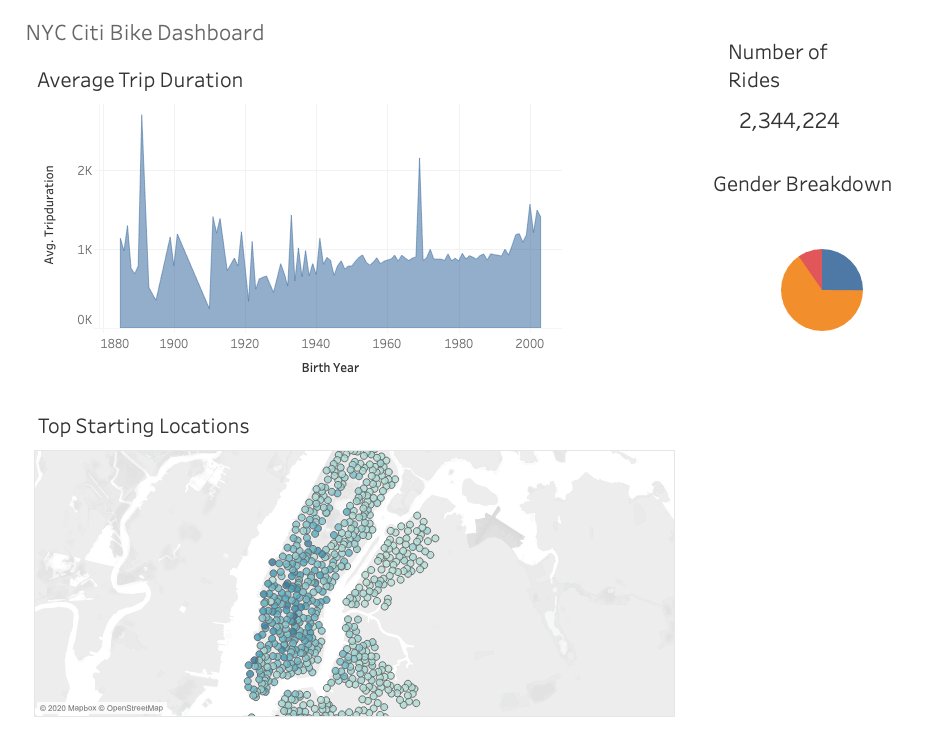 NYC Citi Bike Dashboard
Number of
Rides
2,344,224
Average Trip Duration
Avg. Tripduration
2K
1K
0K
1880 1900 1920 1940 1960 1980 2000
Birth Year
Gender Breakdown
Top Starting Locations
© 2020 Mapbox © OpenStreetMap